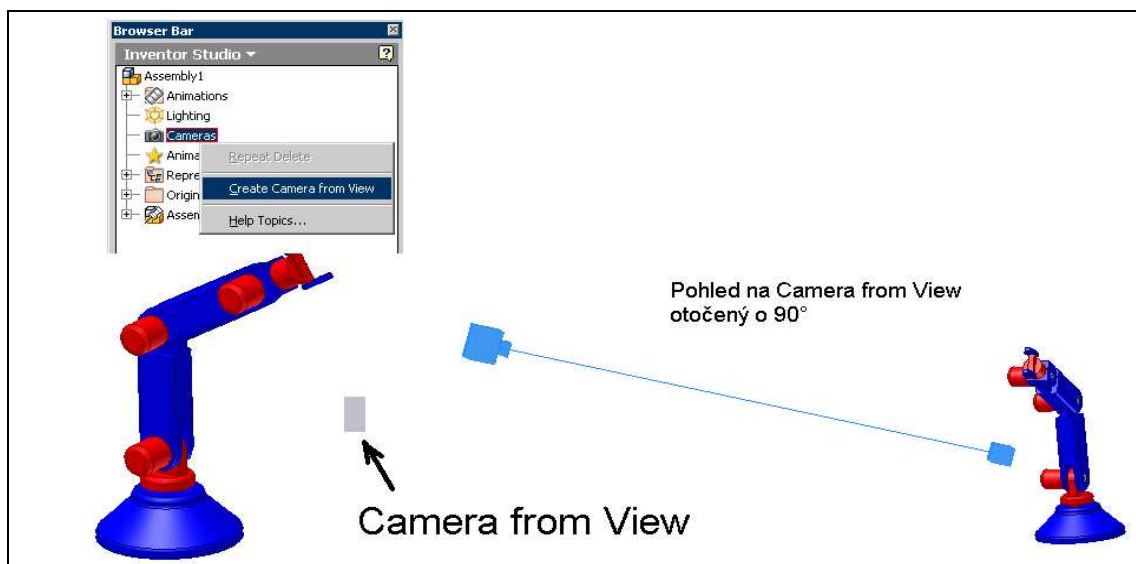 Browser Bar
Inventor Studio
Assembly1
Animations
Lighting
Cameras
Anima
Repeat Delete
Repre
Create Camera from View
Origin
Assen
Help Topics...
Pohled na Camera from View
otočený o 90°
Camera from View